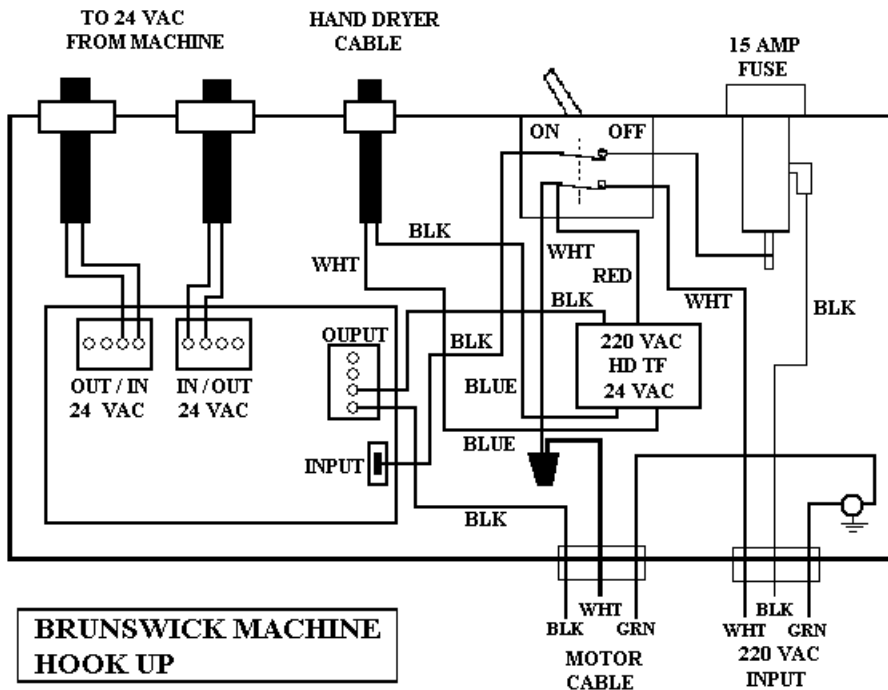 TO 24 VAC
FROM MACHINE
HAND DRYER
CABLE
15 AMP
FUSE
ON
OFF
BLK
WHT
WHT
RED
BLK
WHT
BLK
BLK
OUPUT
220 VAC
HD TF
24 VAC
BLUE
OUT / IN
24 VAC
IN / OUT
24 VAC
BLUE
INPUT
BLK
WHT
BLK
BLK
GRN
WHT
GRN
MOTOR
CABLE
220 VAC
INPUT
BRUNSWICK MACHINE
HOOK UP